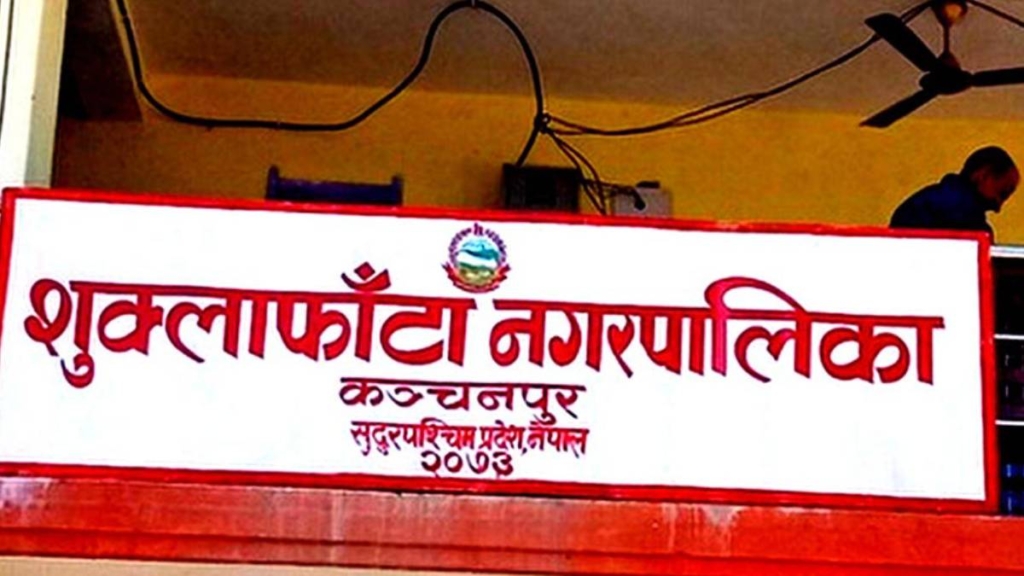 शुक्लाफाँटा नगरपालिका
कञ्चनपुर
सुदुरपश्चिम प्रदेश, नेपाल
२०७३